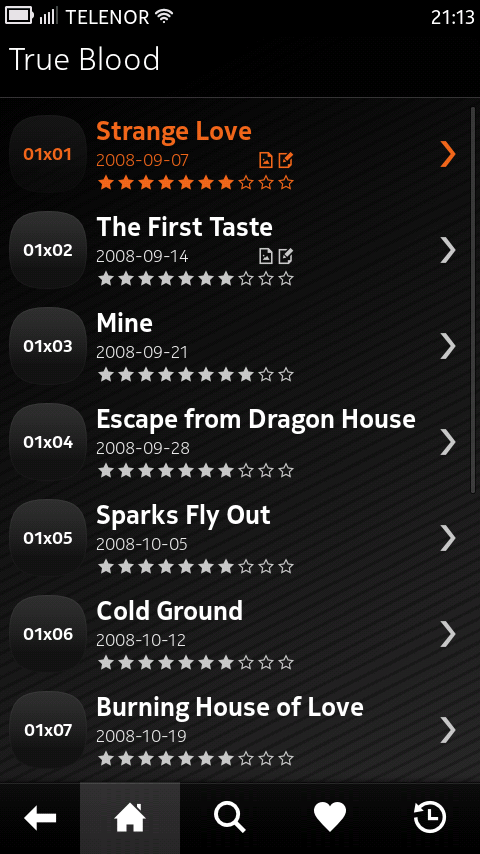 TELENOR 21:13
True Blood
01x01
Strange Love
2008-09-07
01x02
The First Taste
2008-09-14
01x03
Mine
2008-09-21
01x04
Escape from Dragon House
2008-09-28
01x05
Sparks Fly Out
2008-10-05
01x06
Cold Ground
2008-10-12
01x07
Burning House of Love
2008-10-19